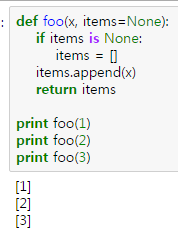 :
def foo(x, items=None):
    if items is None:
        items = []
    items.append(x)
    return items

print foo(1)
print foo(2)
print foo(3)
[1]
[2]
[3]